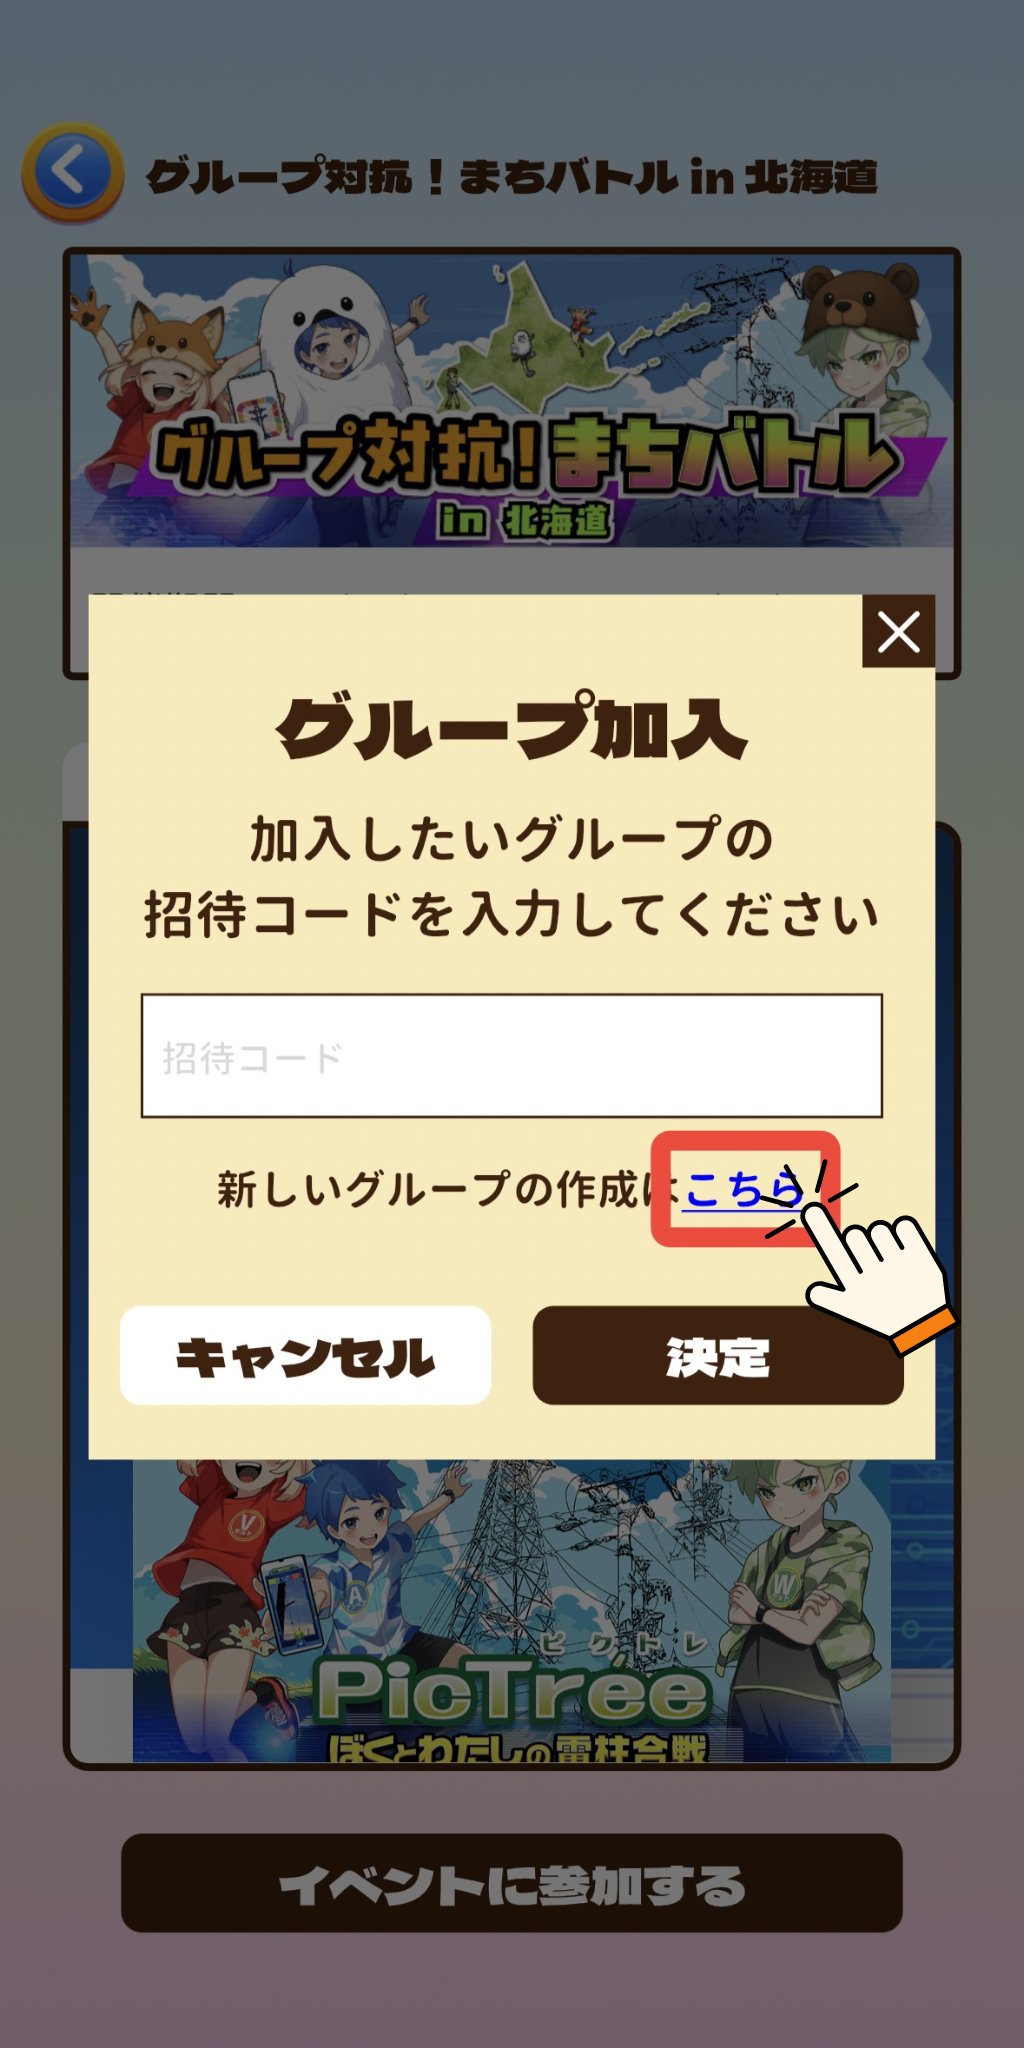 グループ対抗！まちバトル in 北海道
グループ対抗！まちバトル
in 北海道
グループ加入
加入したいグループの
招待コードを入力してください
招待コード
新しいグループの作成はこちら
キャンセル
決定
V
A
W
ピクトレ
PicTrée
ぼくとわたしの電柱合戦
イベントに参加する